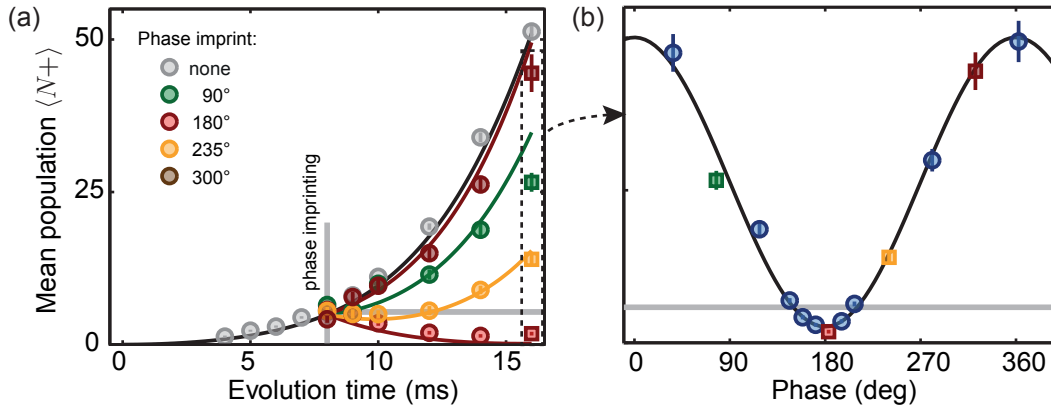 (a)
Mean population ⟨N+⟩
50
25
0
Phase imprint:
none
90°
180°
235°
300°
phase imprinting
0
5
10
15
Evolution time (ms)
(b)
0
90
180
270
360
Phase (deg)